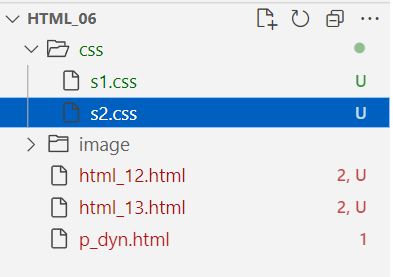 HTML_06
css
s1.css U
s2.css U
image
html_12.html 2, U
html_13.html 2, U
p_dyn.html 1